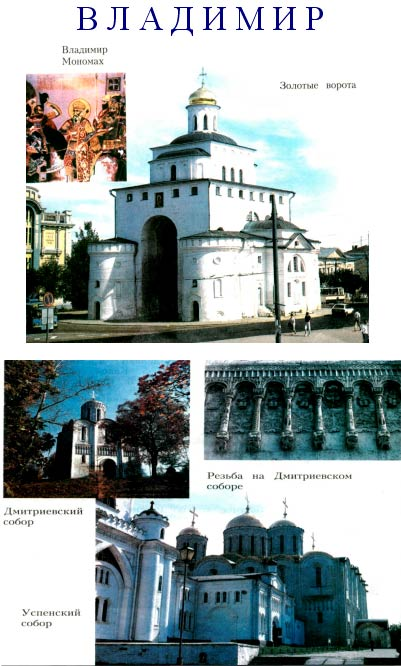 ВЛАДИМИР
Владимир
Мономах
Золотые ворота
Резьба на Дмитриевском
соборе
Дмитриевский
собор
Успенский
собор